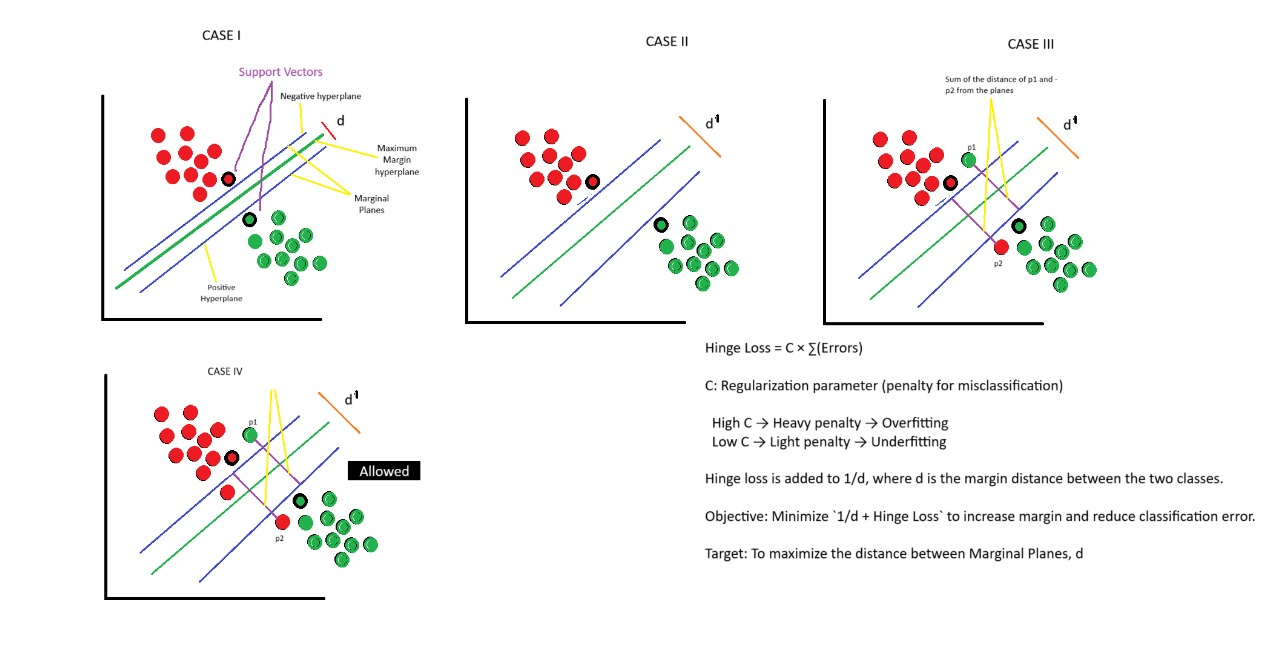 CASE I
Support Vectors
Negative hyperplane
d
Maximum
Margin
hyperplane
Marginal
Planes
Positive
Hyperplane
CASE II
d¹
CASE III
Sum of the distance of p1 and -
p2 from the planes
d¹
p1
p2
Hinge Loss = C × ∑(Errors)
C: Regularization parameter (penalty for misclassification)
High C → Heavy penalty → Overfitting
Low C → Light penalty → Underfitting
Hinge loss is added to 1/d, where d is the margin distance between the two classes.
Objective: Minimize `1/d + Hinge Loss` to increase margin and reduce classification error.
Target: To maximize the distance between Marginal Planes, d
CASE IV
d¹
p1
Allowed
p2